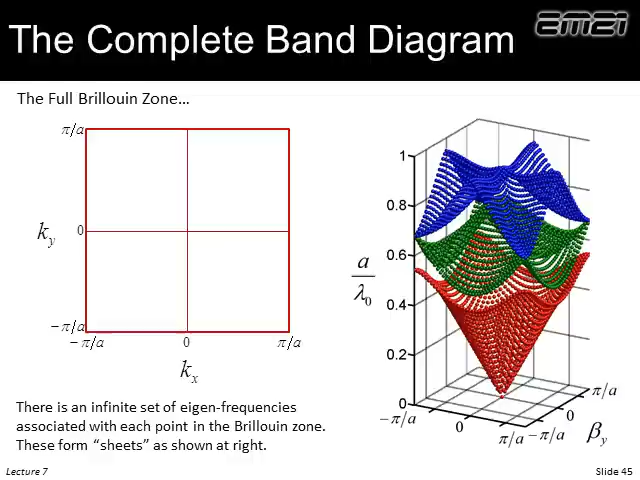 The Complete Band Diagram
EM21
The Full Brillouin Zone…
π/a
k_y
0
−π/a
−π/a 0 π/a
k_x
There is an infinite set of eigen-frequencies
associated with each point in the Brillouin zone.
These form “sheets” as shown at right.
1
0.8
0.6
a/λ₀
0.4
0.2
0
−π/a
0
π/a
−π/a
0
π/a
β_y
Lecture 7
Slide 45